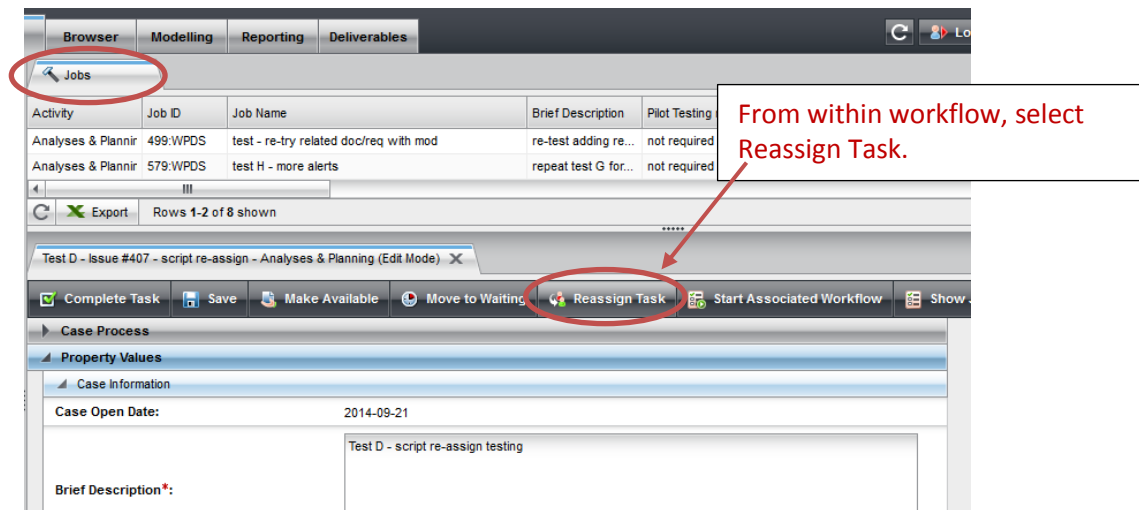 Browser Modelling Reporting Deliverables
Jobs
Activity Job ID Job Name Brief Description Pilot Testing
Analyses & Plannir 499:WPDS test - re-try related doc/req with mod re-test adding re... not required
Analyses & Plannir 579:WPDS test H - more alerts repeat test G for... not required
Export Rows 1-2 of 8 shown
From within workflow, select
Reassign Task.
Test D - Issue #407 - script re-assign - Analyses & Planning (Edit Mode) X
Complete Task Save Make Available Move to Waiting Reassign Task Start Associated Workflow Show
Case Process
Property Values
Case Information
Case Open Date: 2014-09-21
Test D - script re-assign testing
Brief Description*: